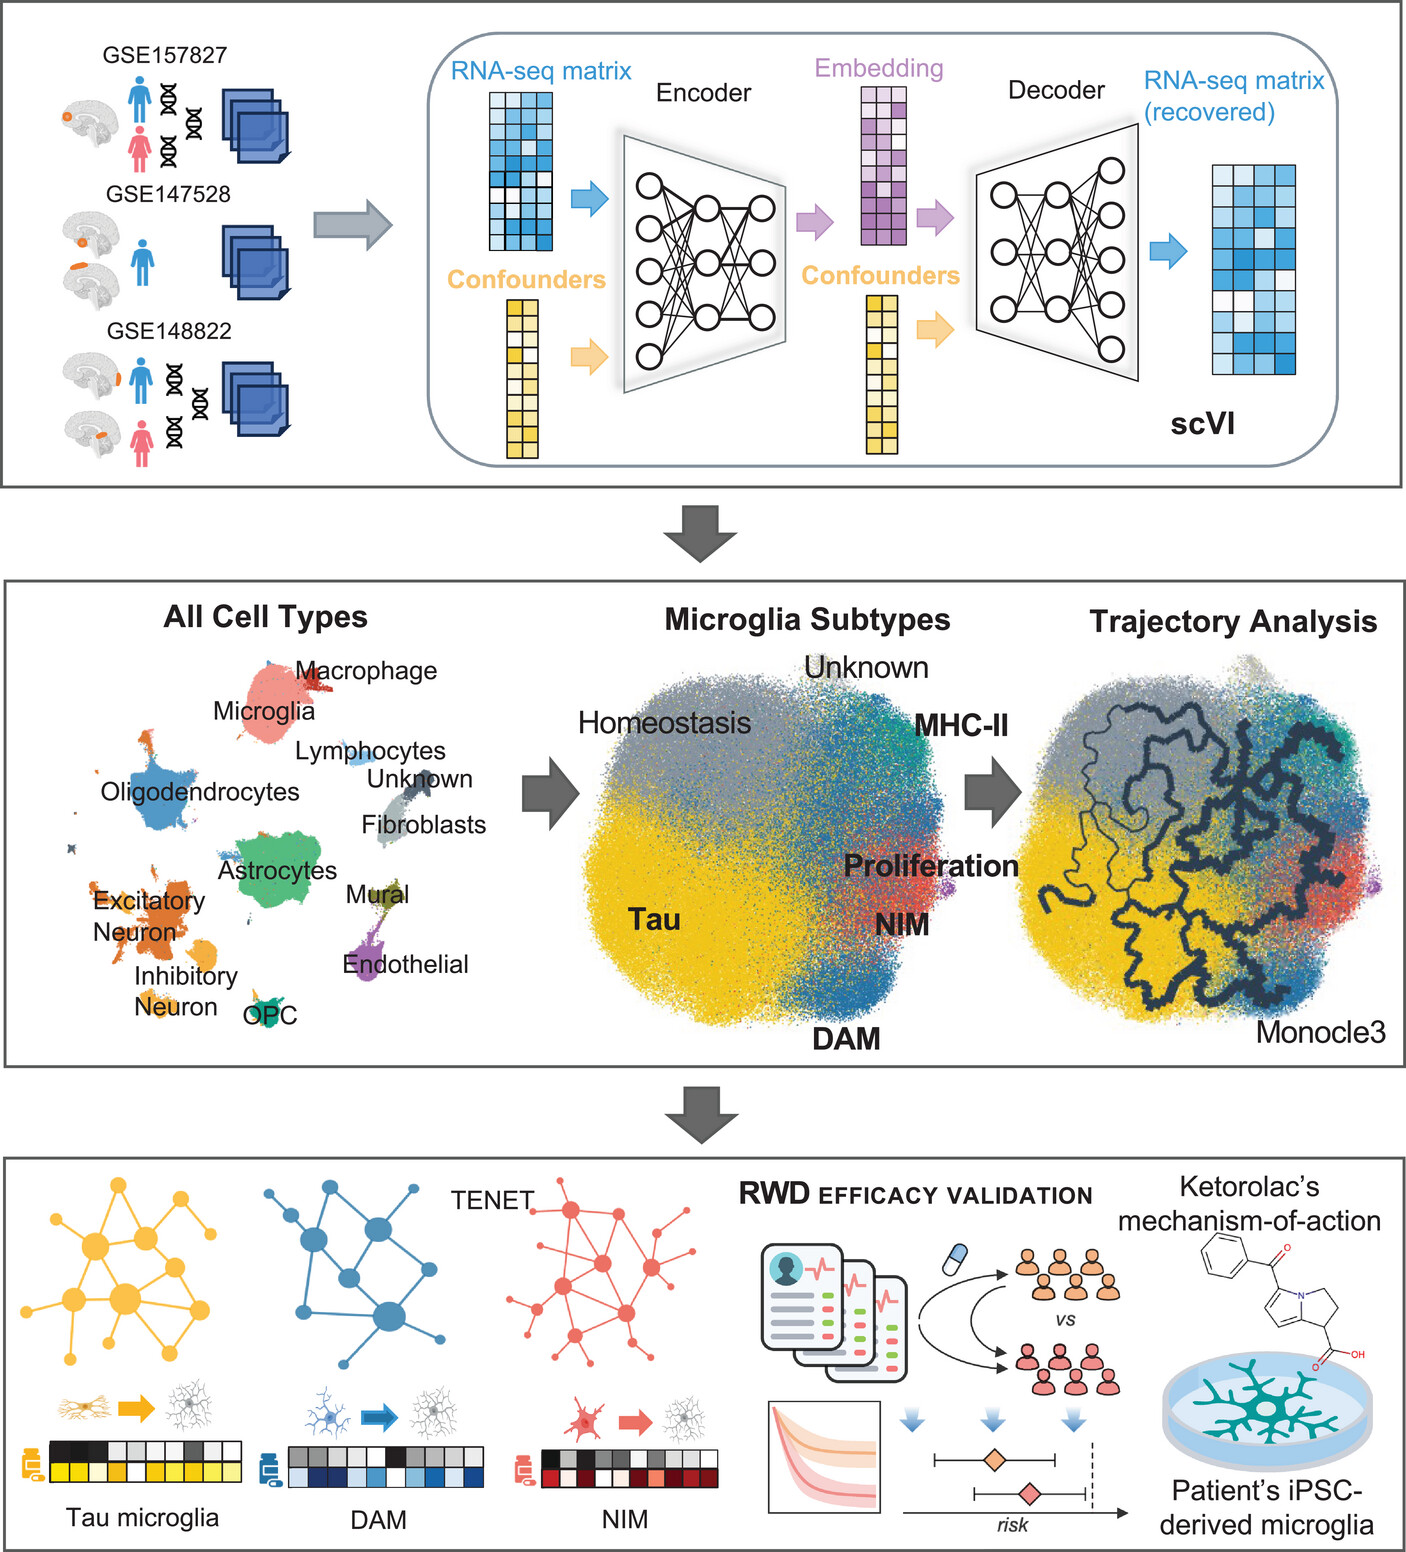 GSE157827
GSE147528
GSE148822
RNA-seq matrix
Confounders
Encoder
Embedding
Confounders
Decoder
RNA-seq matrix
(recovered)
scVI
All Cell Types
Macrophage
Microglia
Lymphocytes
Unknown
Oligodendrocytes
Fibroblasts
Astrocytes
Mural
Excitatory
Neuron
Endothelial
Inhibitory
Neuron
OPC
Microglia Subtypes
Unknown
Homeostasis
MHC-II
Proliferation
Tau
NIM
DAM
Trajectory Analysis
Monocle3
TENET
Tau microglia
DAM
NIM
RWD EFFICACY VALIDATION
vs
risk
Ketorolac's
mechanism-of-action
O
N
OH
O
Patient's iPSC-
derived microglia